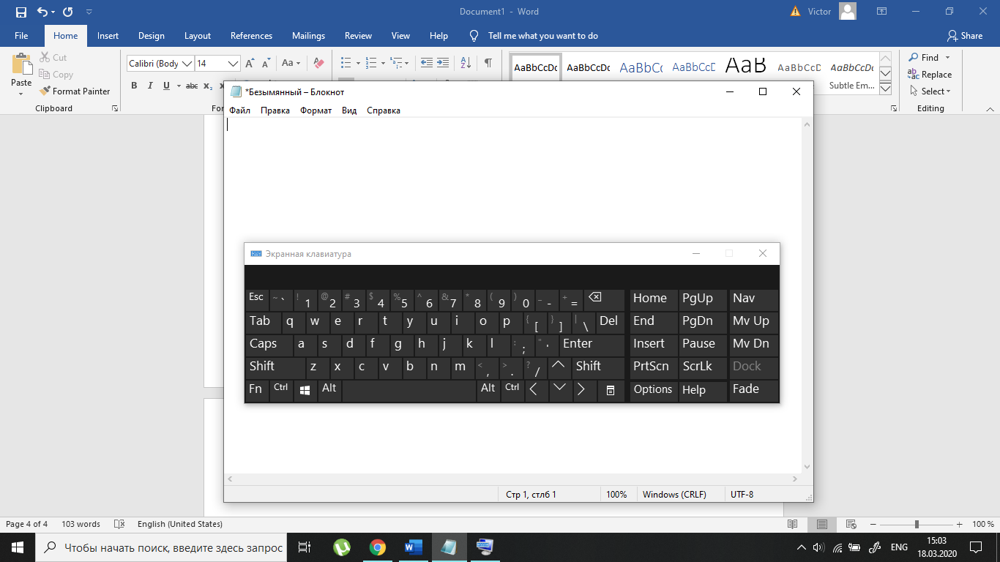 Document1 - Word
Victor
File Home Insert Design Layout References Mailings Review View Help Tell me what you want to do Share
Calibri (Body 14 Aa
Paste
Cut
Copy
Format Painter
B I U abc x₂
Clipboard
AaBbCcDc AaBbCcDc AaBbCc AaBbCcD AaB AaBbCcD AaBbCcDc
Subtle Em...
Find
Replace
Select
Editing
*Безымянный – Блокнот
Файл Правка Формат Вид Справка
Экранная клавиатура
Esc ~ ` ! 1 @ 2 # 3 $ 4 % 5 ^ 6 & 7 * 8 ( 9 ) 0 _ - + = Home PgUp Nav
Tab q w e r t y u i o p { [ } ] | \ Del End PgDn Mv Up
Caps a s d f g h j k l : ; " ' Enter Insert Pause Mv Dn
Shift z x c v b n m < , > . ? / Shift PrtScn ScrLk Dock
Fn Ctrl Alt Alt Ctrl Options Help Fade
Стр 1, стлб 1 100% Windows (CRLF) UTF-8
Page 4 of 4 103 words English (United States) 100 %
Чтобы начать поиск, введите здесь запрос
ENG
15:03
18.03.2020